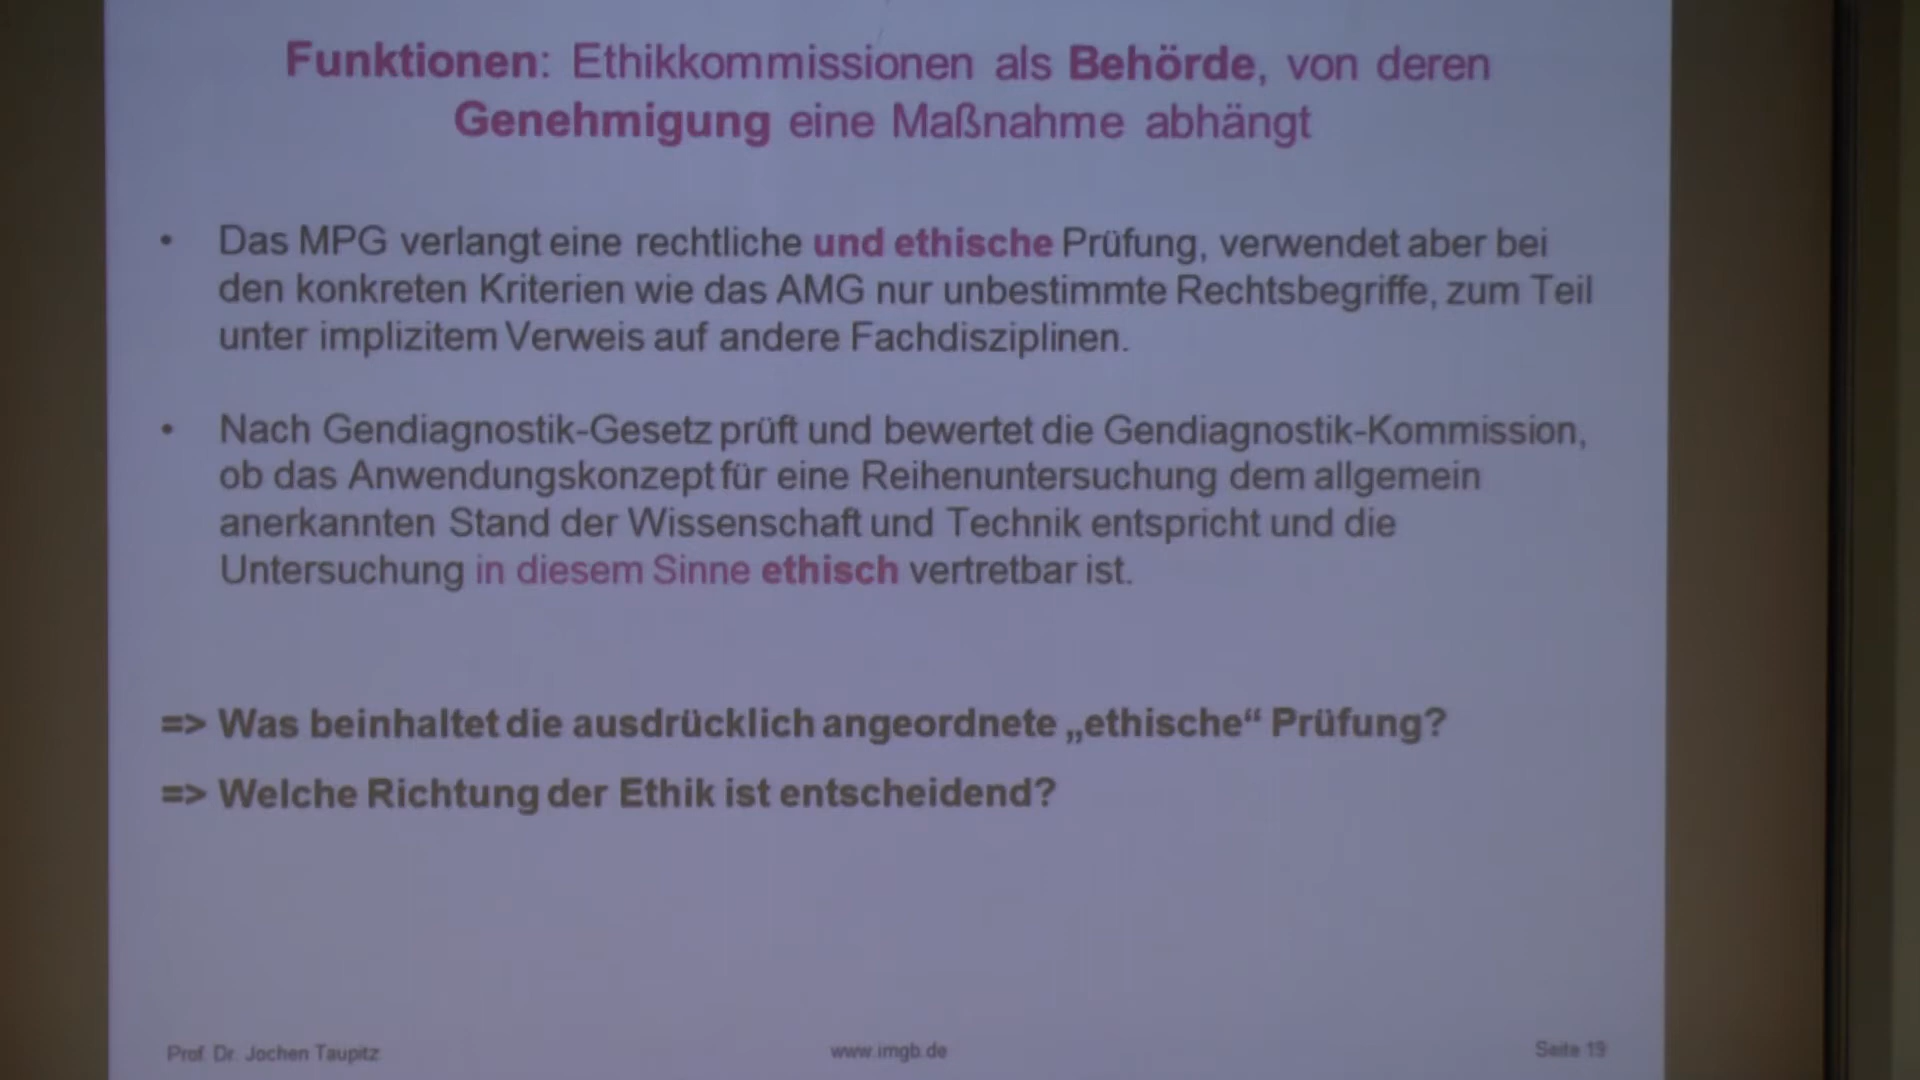 Funktionen: Ethikkommissionen als Behörde, von deren
Genehmigung eine Maßnahme abhängt
• Das MPG verlangt eine rechtliche und ethische Prüfung, verwendet aber bei
den konkreten Kriterien wie das AMG nur unbestimmte Rechtsbegriffe, zum Teil
unter implizitem Verweis auf andere Fachdisziplinen.
• Nach Gendiagnostik-Gesetz prüft und bewertet die Gendiagnostik-Kommission,
ob das Anwendungskonzept für eine Reihenuntersuchung dem allgemein
anerkannten Stand der Wissenschaft und Technik entspricht und die
Untersuchung in diesem Sinne ethisch vertretbar ist.
=> Was beinhaltet die ausdrücklich angeordnete „ethische“ Prüfung?
=> Welche Richtung der Ethik ist entscheidend?
Prof. Dr. Jochen Taupitz
www.imgb.de
Seite 19